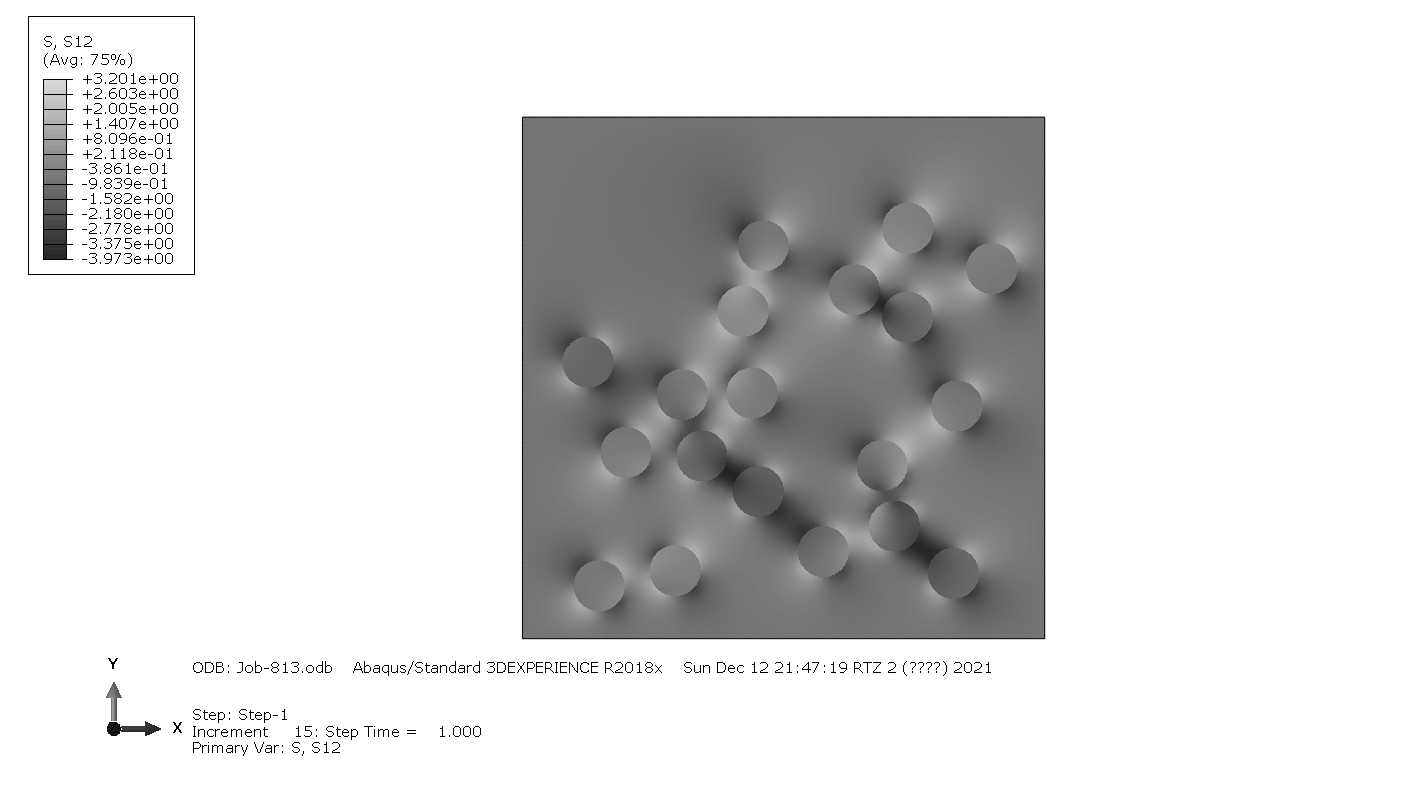 S, S12
(Avg: 75%)
+3.201e+00
+2.603e+00
+2.005e+00
+1.407e+00
+8.096e-01
+2.118e-01
-3.861e-01
-9.839e-01
-1.582e+00
-2.180e+00
-2.778e+00
-3.375e+00
-3.973e+00
Y
X
ODB: Job-813.odb    Abaqus/Standard 3DEXPERIENCE R2018x    Sun Dec 12 21:47:19 RTZ 2 (????) 2021
Step: Step-1
Increment    15: Step Time =    1.000
Primary Var: S, S12